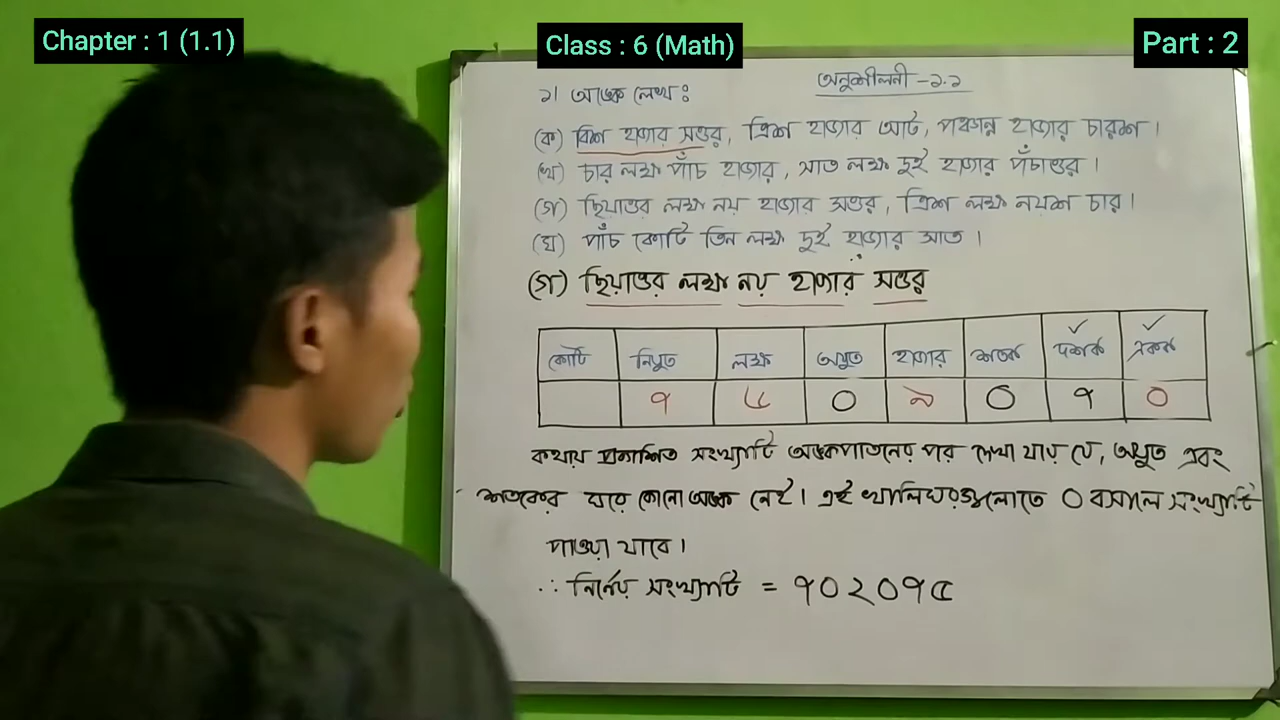 Chapter : 1 (1.1)
Class : 6 (Math)
Part : 2
অনুশীলনী -১.১
১। অঙ্কে লেখ :
(ক) বিশ হাজার সত্তর, ত্রিশ হাজার আট, পঞ্চান্ন হাজার চারশ।
(খ) চার লক্ষ পাঁচ হাজার, সাত লক্ষ দুই হাজার পঁচাত্তর।
(গ) ছিয়াত্তর লক্ষ নয় হাজার সত্তর, ত্রিশ লক্ষ নয়শ চার।
(ঘ) পাঁচ কোটি তিন লক্ষ দুই হাজার সাত।
(গ) ছিয়াত্তর লক্ষ নয় হাজার সত্তর
কোটি নিযুত লক্ষ অযুত হাজার শতক দশক একক
৭ ৬ ০ ৯ ০ ৭ ০
কথায় প্রকাশিত সংখ্যাটি অঙ্কপাতনের পর দেখা যায় যে, অযুত এবং
শতকের ঘরে কোনো অঙ্ক নেই। এই খালিঘরগুলোতে ০ বসালে সংখ্যাটি
পাওয়া যাবে।
∴ নির্ণেয় সংখ্যাটি = ৭০২০৭৫